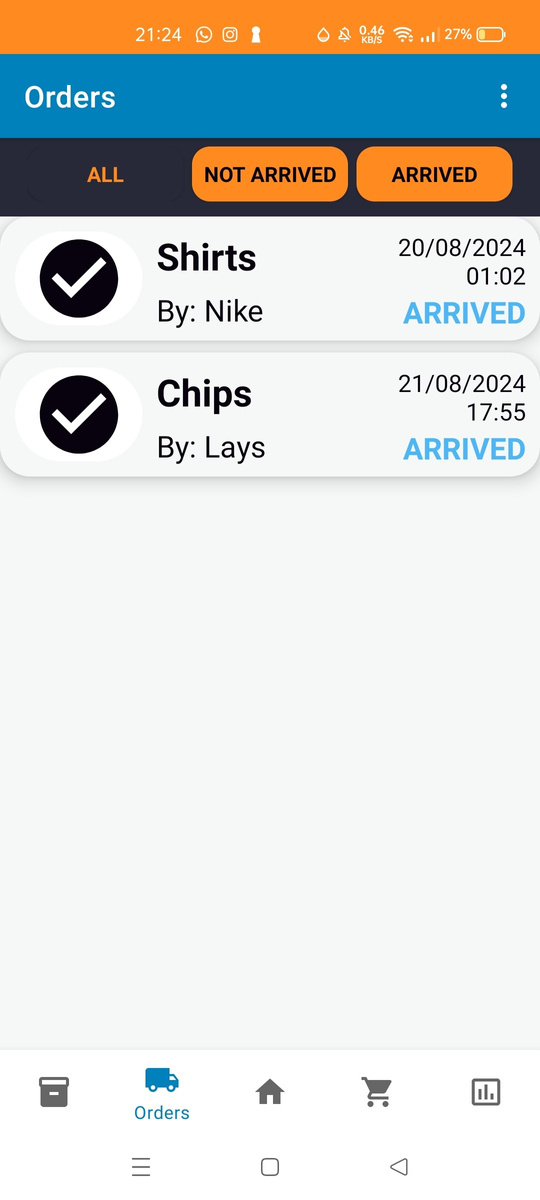 21:24 0.46 KB/S 27%
Orders
ALL NOT ARRIVED ARRIVED
Shirts 20/08/2024
01:02
By: Nike ARRIVED
Chips 21/08/2024
17:55
By: Lays ARRIVED
Orders